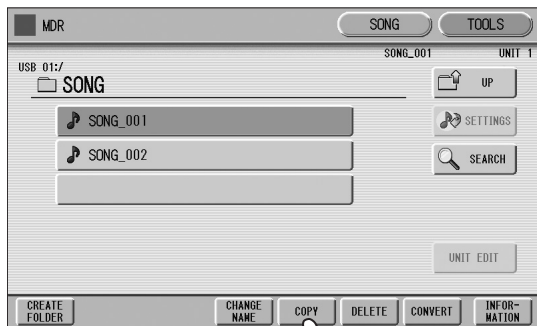 MDR
SONG
TOOLS
SONG_001
UNIT 1
USB 01:/
SONG
UP
SONG_001
SETTINGS
SONG_002
SEARCH
UNIT EDIT
CREATE
FOLDER
CHANGE
NAME
COPY
DELETE
CONVERT
INFOR-
MATION